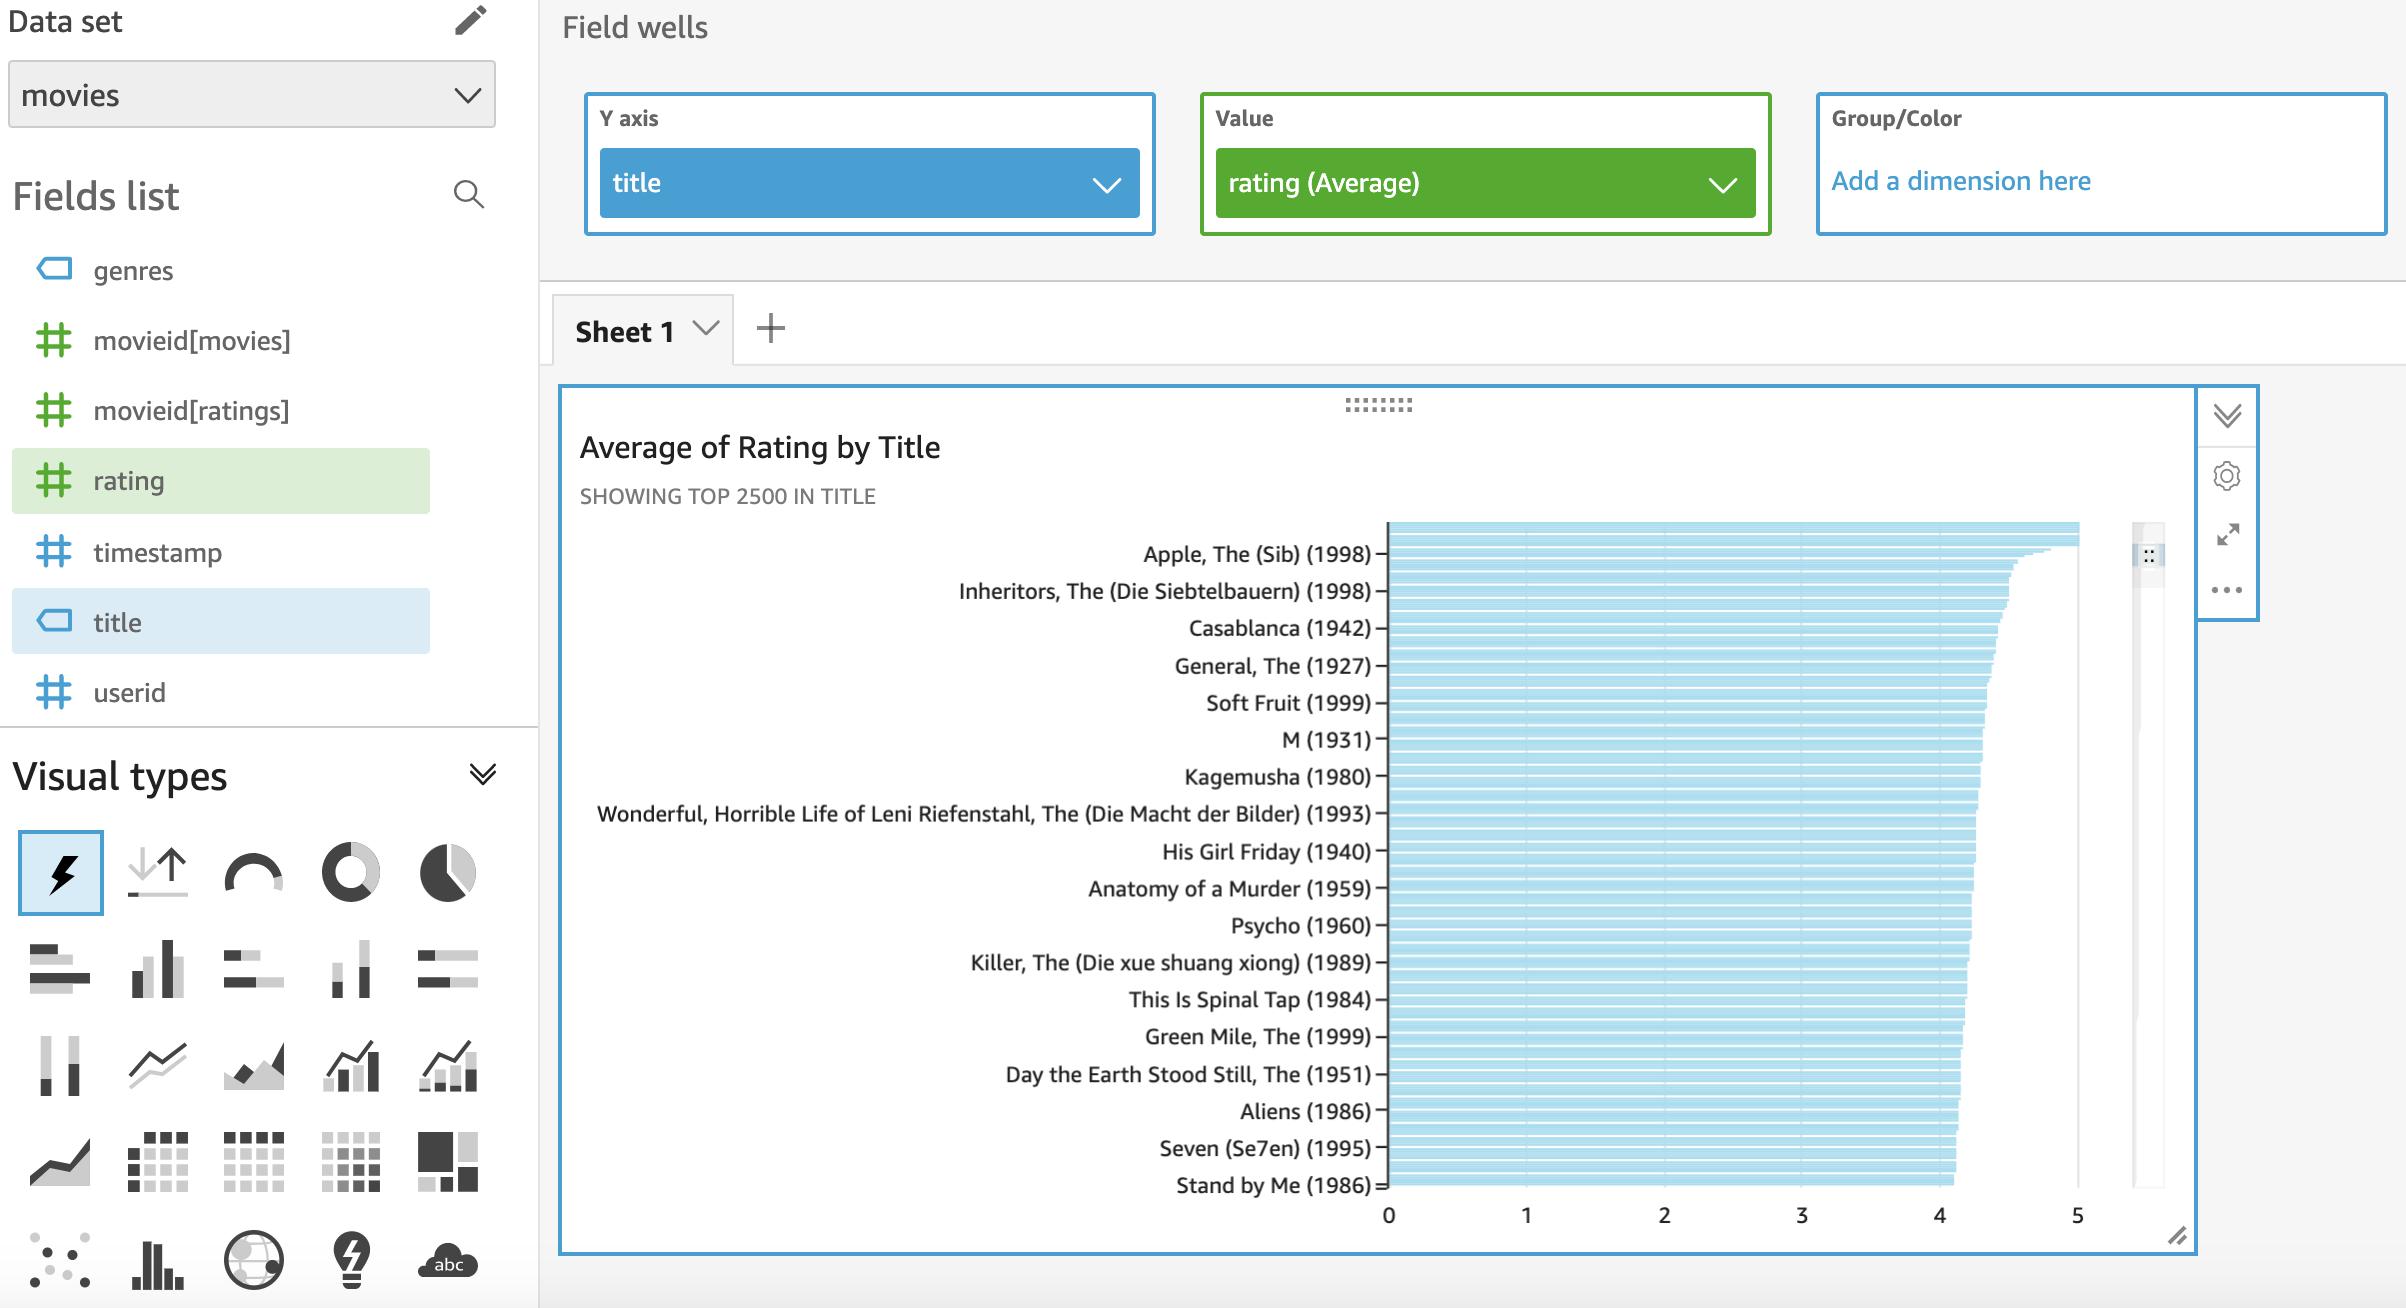 Data set
movies
Fields list
genres
movieid[movies]
movieid[ratings]
rating
timestamp
title
userid
Visual types
abc
Field wells
Y axis
title
Value
rating (Average)
Group/Color
Add a dimension here
Sheet 1
Average of Rating by Title
SHOWING TOP 2500 IN TITLE
Apple, The (Sib) (1998)
Inheritors, The (Die Siebtelbauern) (1998)
Casablanca (1942)
General, The (1927)
Soft Fruit (1999)
M (1931)
Kagemusha (1980)
Wonderful, Horrible Life of Leni Riefenstahl, The (Die Macht der Bilder) (1993)
His Girl Friday (1940)
Anatomy of a Murder (1959)
Psycho (1960)
Killer, The (Die xue shuang xiong) (1989)
This Is Spinal Tap (1984)
Green Mile, The (1999)
Day the Earth Stood Still, The (1951)
Aliens (1986)
Seven (Se7en) (1995)
Stand by Me (1986)
0 1 2 3 4 5